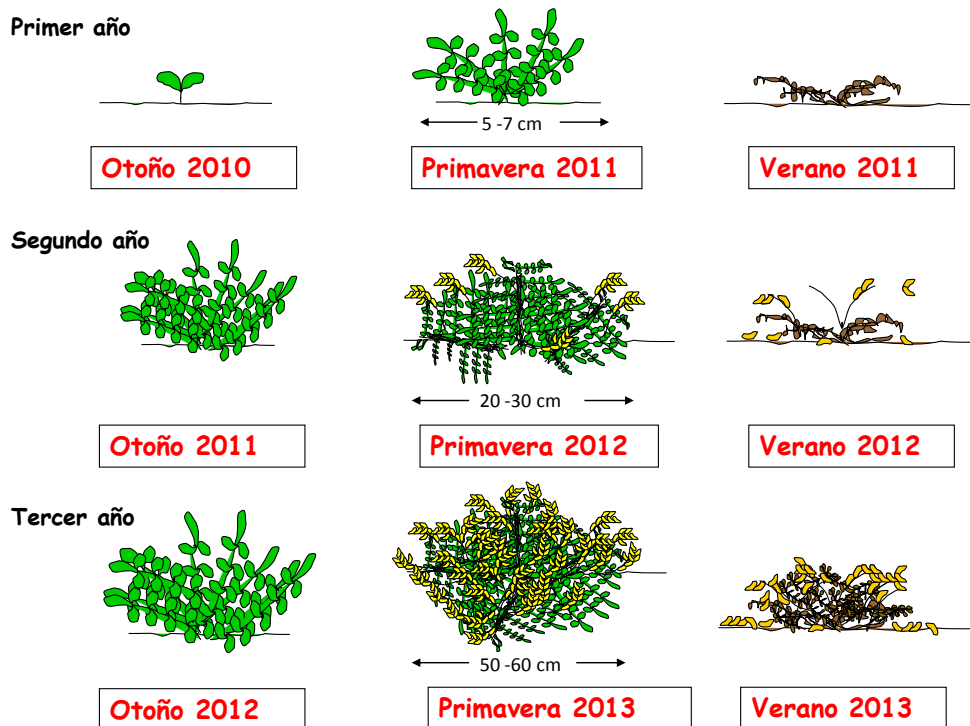 Primer año
5 -7 cm
Otoño 2010
Primavera 2011
Verano 2011
Segundo año
20 -30 cm
Otoño 2011
Primavera 2012
Verano 2012
Tercer año
50 -60 cm
Otoño 2012
Primavera 2013
Verano 2013